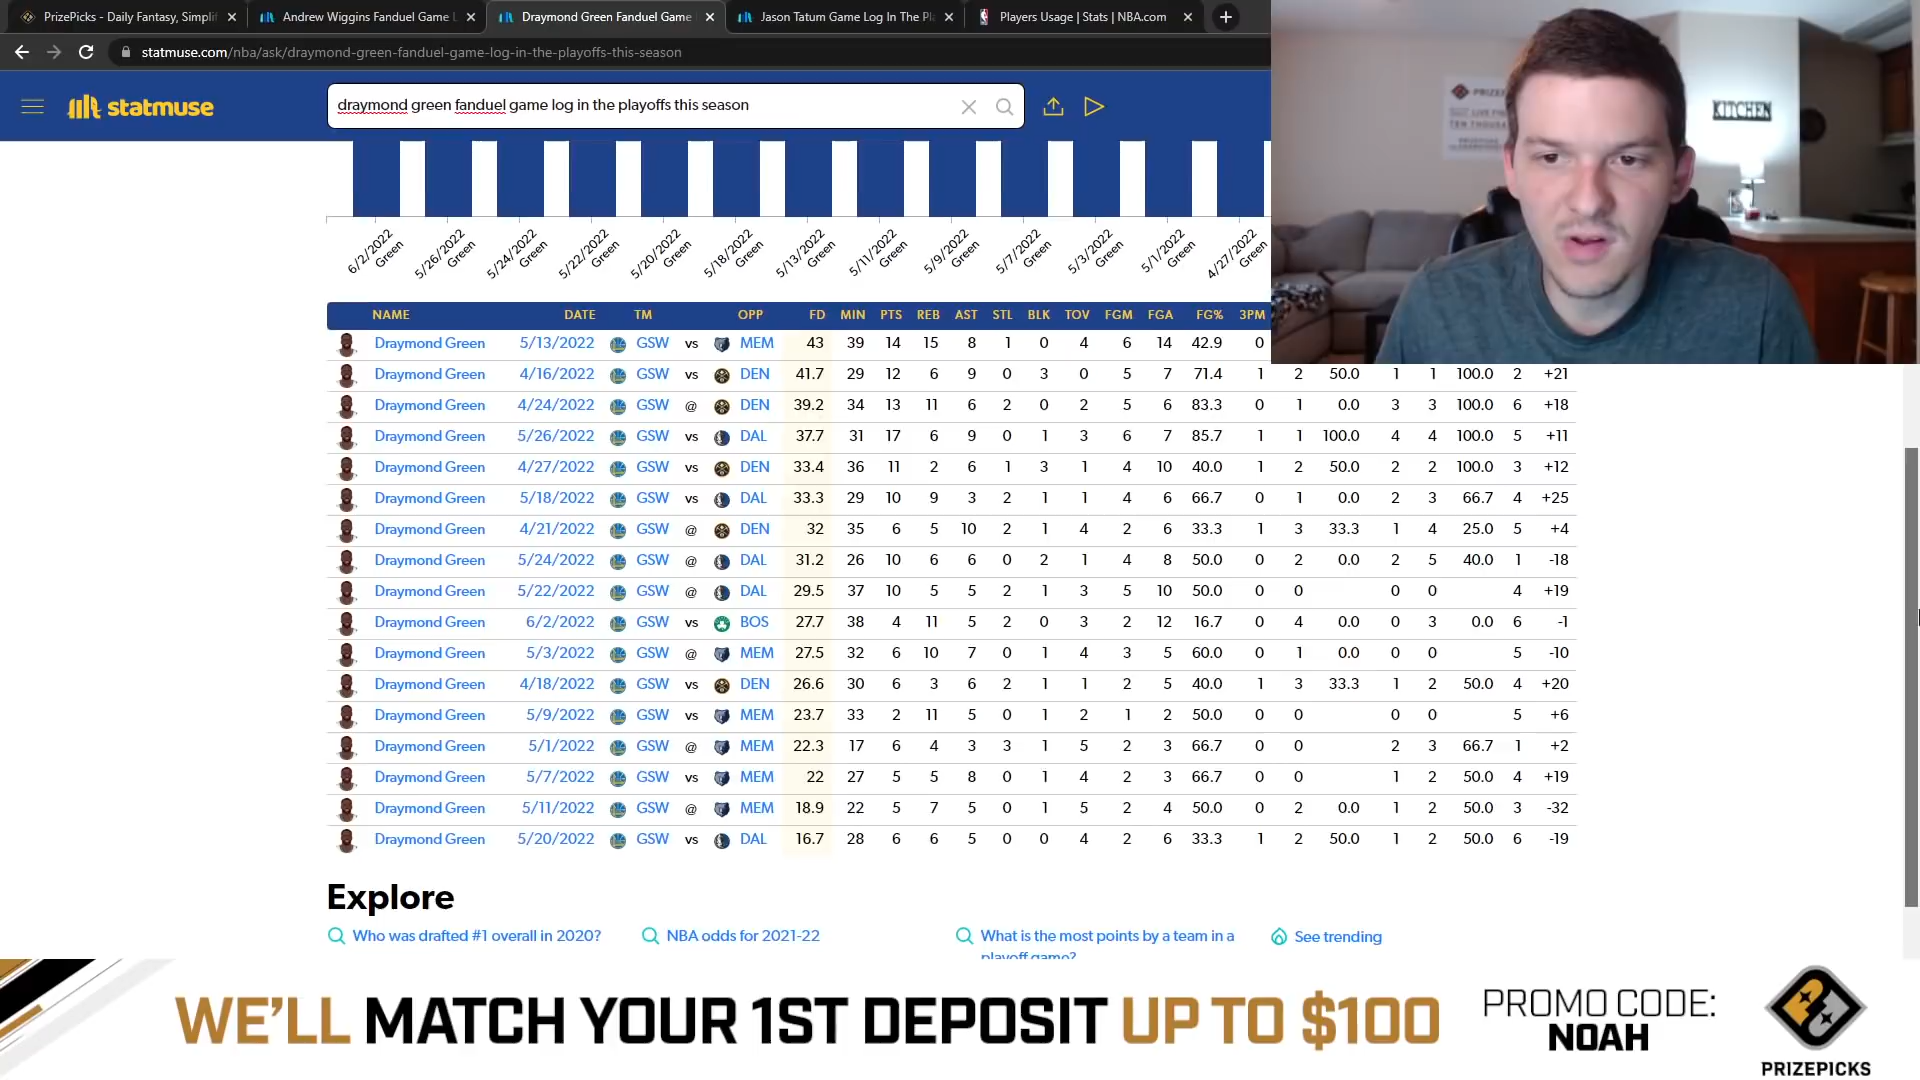 PrizePicks - Daily Fantasy, Simplif
Andrew Wiggins Fanduel Game L
Draymond Green Fanduel Game
Jason Tatum Game Log In The Pl
Players Usage | Stats | NBA.com
statmuse.com/nba/ask/draymond-green-fanduel-game-log-in-the-playoffs-this-season
statmuse
draymond green fanduel game log in the playoffs this season
KITCHEN
6/2/2022 Green
5/26/2022 Green
5/24/2022 Green
5/22/2022 Green
5/20/2022 Green
5/18/2022 Green
5/13/2022 Green
5/11/2022 Green
5/9/2022 Green
5/7/2022 Green
5/3/2022 Green
5/1/2022 Green
4/27/2022 Green
NAME DATE TM OPP FD MIN PTS REB AST STL BLK TOV FGM FGA FG% 3PM
Draymond Green 5/13/2022 GSW vs MEM 43 39 14 15 8 1 0 4 6 14 42.9 0
Draymond Green 4/16/2022 GSW vs DEN 41.7 29 12 6 9 0 3 0 5 7 71.4 1 2 50.0 1 1 100.0 2 +21
Draymond Green 4/24/2022 GSW @ DEN 39.2 34 13 11 6 2 0 2 5 6 83.3 0 1 0.0 3 3 100.0 6 +18
Draymond Green 5/26/2022 GSW vs DAL 37.7 31 17 6 9 0 1 3 6 7 85.7 1 1 100.0 4 4 100.0 5 +11
Draymond Green 4/27/2022 GSW vs DEN 33.4 36 11 2 6 1 3 1 4 10 40.0 1 2 50.0 2 2 100.0 3 +12
Draymond Green 5/18/2022 GSW vs DAL 33.3 29 10 9 3 2 1 1 4 6 66.7 0 1 0.0 2 3 66.7 4 +25
Draymond Green 4/21/2022 GSW @ DEN 32 35 6 5 10 2 1 4 2 6 33.3 1 3 33.3 1 4 25.0 5 +4
Draymond Green 5/24/2022 GSW @ DAL 31.2 26 10 6 6 0 2 1 4 8 50.0 0 2 0.0 2 5 40.0 1 -18
Draymond Green 5/22/2022 GSW @ DAL 29.5 37 10 5 5 2 1 3 5 10 50.0 0 0 0 0 4 +19
Draymond Green 6/2/2022 GSW vs BOS 27.7 38 4 11 5 2 0 3 2 12 16.7 0 4 0.0 0 3 0.0 6 -1
Draymond Green 5/3/2022 GSW @ MEM 27.5 32 6 10 7 0 1 4 3 5 60.0 0 1 0.0 0 0 5 -10
Draymond Green 4/18/2022 GSW vs DEN 26.6 30 6 3 6 2 1 1 2 5 40.0 1 3 33.3 1 2 50.0 4 +20
Draymond Green 5/9/2022 GSW vs MEM 23.7 33 2 11 5 0 1 2 1 2 50.0 0 0 0 0 5 +6
Draymond Green 5/1/2022 GSW @ MEM 22.3 17 6 4 3 3 1 5 2 3 66.7 0 0 2 3 66.7 1 +2
Draymond Green 5/7/2022 GSW vs MEM 22 27 5 5 8 0 1 4 2 3 66.7 0 0 1 2 50.0 4 +19
Draymond Green 5/11/2022 GSW @ MEM 18.9 22 5 7 5 0 1 5 2 4 50.0 0 2 0.0 1 2 50.0 3 -32
Draymond Green 5/20/2022 GSW vs DAL 16.7 28 6 6 5 0 0 4 2 6 33.3 1 2 50.0 1 2 50.0 6 -19
Explore
Who was drafted #1 overall in 2020?
NBA odds for 2021-22
What is the most points by a team in a
playoff game?
See trending
WE'LL MATCH YOUR 1ST DEPOSIT UP TO $100
PROMO CODE:
NOAH
PRIZEPICKS